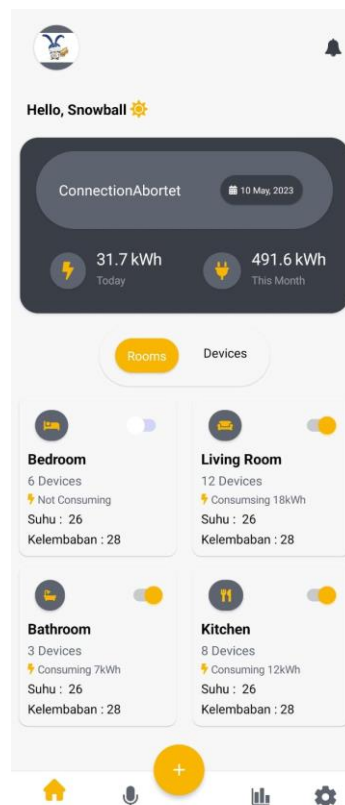 Hello, Snowball
ConnectionAbortet
10 May, 2023
31.7 kWh
Today
491.6 kWh
This Month
Rooms
Devices
Bedroom
6 Devices
Not Consuming
Suhu : 26
Kelembaban : 28
Living Room
12 Devices
Consumsing 18kWh
Suhu : 26
Kelembaban : 28
Bathroom
3 Devices
Consuming 7kWh
Suhu : 26
Kelembaban : 28
Kitchen
8 Devices
Consuming 12kWh
Suhu : 26
Kelembaban : 28
+